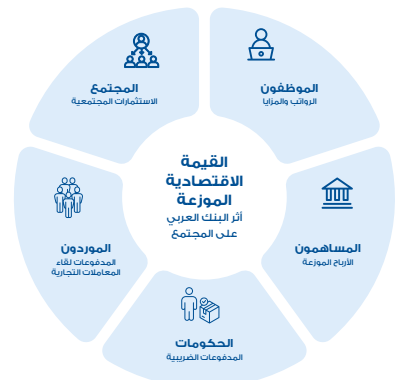 المجتمع
الاستثمارات المجتمعية
الموظفون
الرواتب والمزايا
القيمة
الاقتصادية
الموزعة
أثر البنك العربي
على المجتمع
الموردون
المدفوعات لقاء
المعاملات التجارية
المساهمون
الأرباح الموزعة
الحكومات
المدفوعات الضريبية